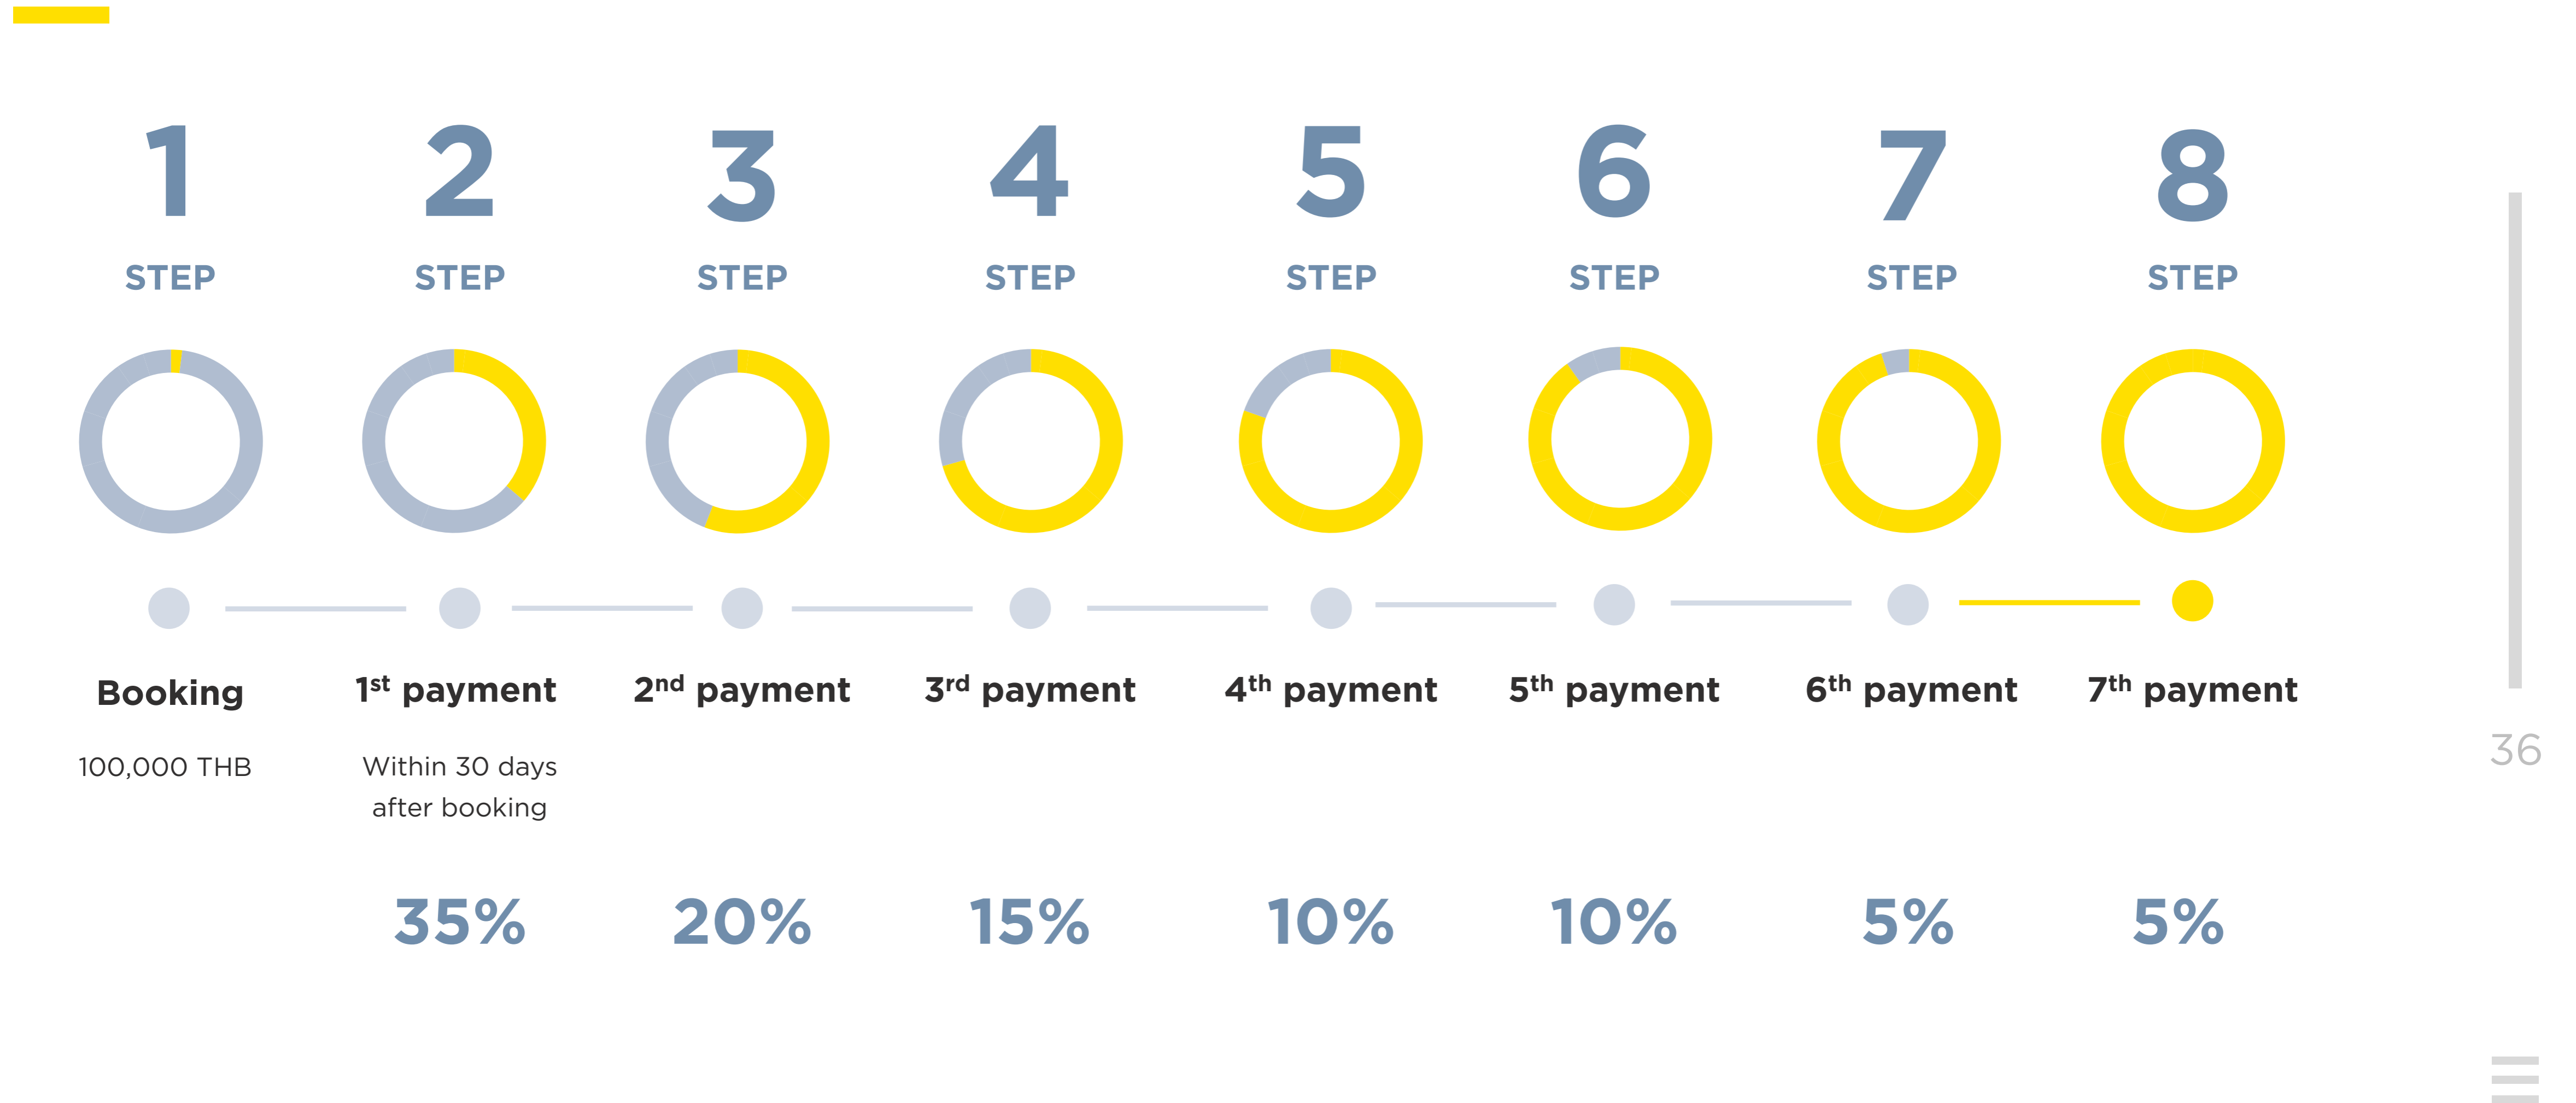 1 2 3 4 5 6 7 8
STEP STEP STEP STEP STEP STEP STEP STEP
Booking 1st payment 2nd payment 3rd payment 4th payment 5th payment 6th payment 7th payment
100,000 THB Within 30 days
after booking
36
35% 20% 15% 10% 10% 5% 5%